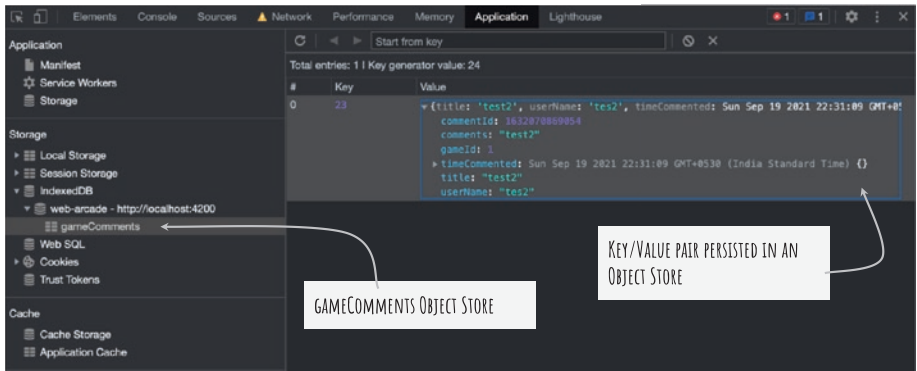 Elements Console Sources Network Performance Memory Application Lighthouse 1 1
Application
Manifest
Service Workers
Storage
Storage
Local Storage
Session Storage
IndexedDB
web-arcade - http://localhost:4200
gameComments
Web SQL
Cookies
Trust Tokens
Cache
Cache Storage
Application Cache
Start from key
Total entries: 1 | Key generator value: 24
# Key Value
0 23 {title: 'test2', userName: 'tes2', timeCommented: Sun Sep 19 2021 22:31:09 GMT+05
commentId: 1632070869054
comments: "test2"
gameId: 1
timeCommented: Sun Sep 19 2021 22:31:09 GMT+0530 (India Standard Time) {}
title: "test2"
userName: "tes2"
Key/Value pair persisted in an
Object Store
gameComments Object Store